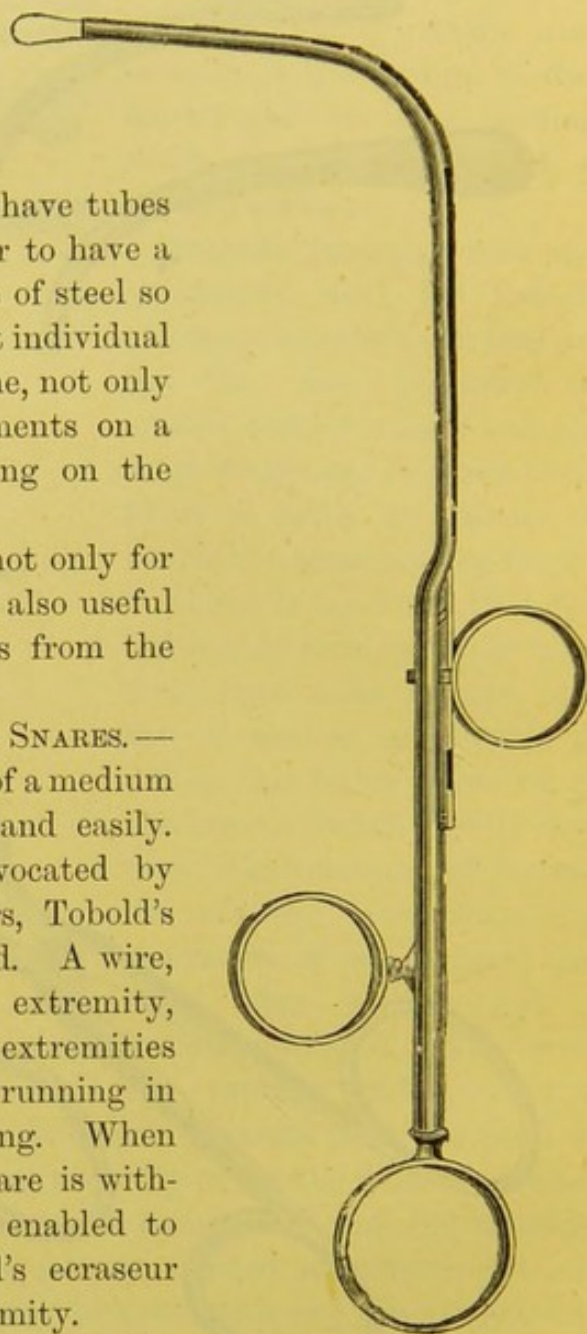 have tubes
r to have a
of steel so
t individual
ne, not only
nents on a
ng on the
not only for
also useful
s from the
SNARES. —
of a medium
and easily.
vocated by
rs, Tobold's
d. A wire,
extremity,
extremities
running in
ng. When
are is with-
enabled to
l's ecraseur
mity.